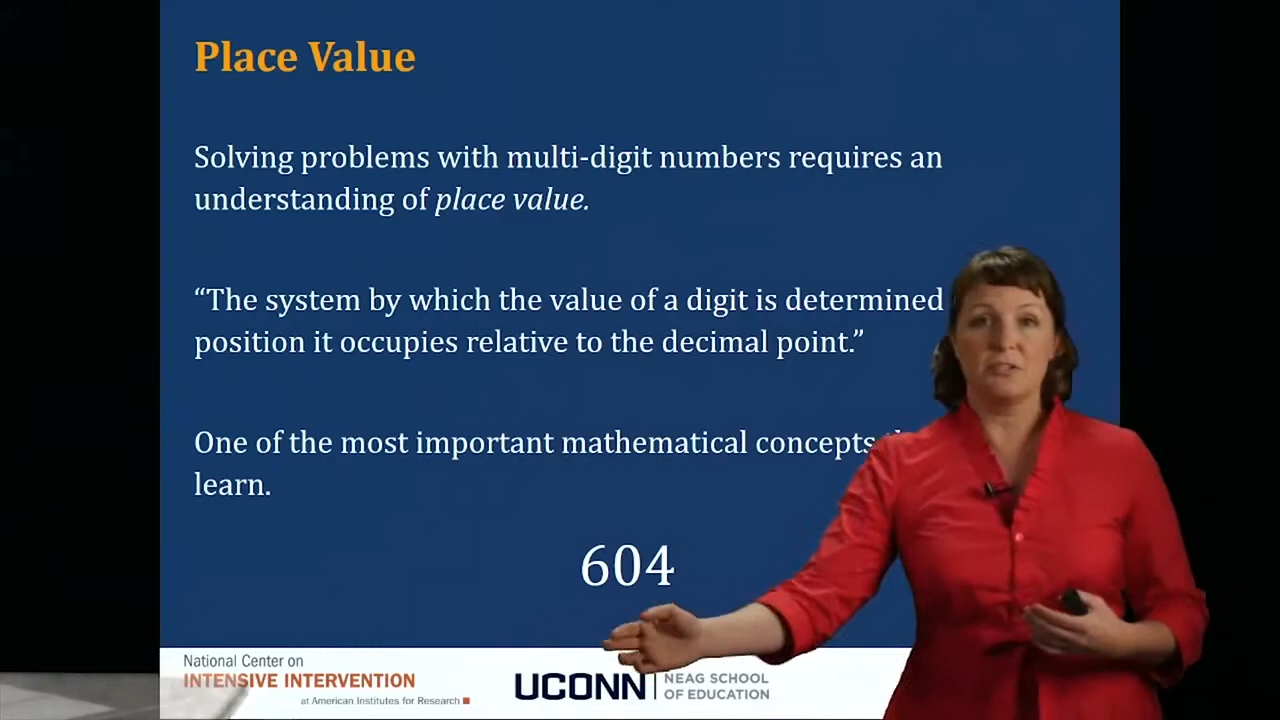 Place Value
Solving problems with multi-digit numbers requires an
understanding of place value.
“The system by which the value of a digit is determined
position it occupies relative to the decimal point.”
One of the most important mathematical concepts
learn.
604
National Center on
INTENSIVE INTERVENTION
at American Institutes for Research
UCONN
NEAG SCHOOL
OF EDUCATION